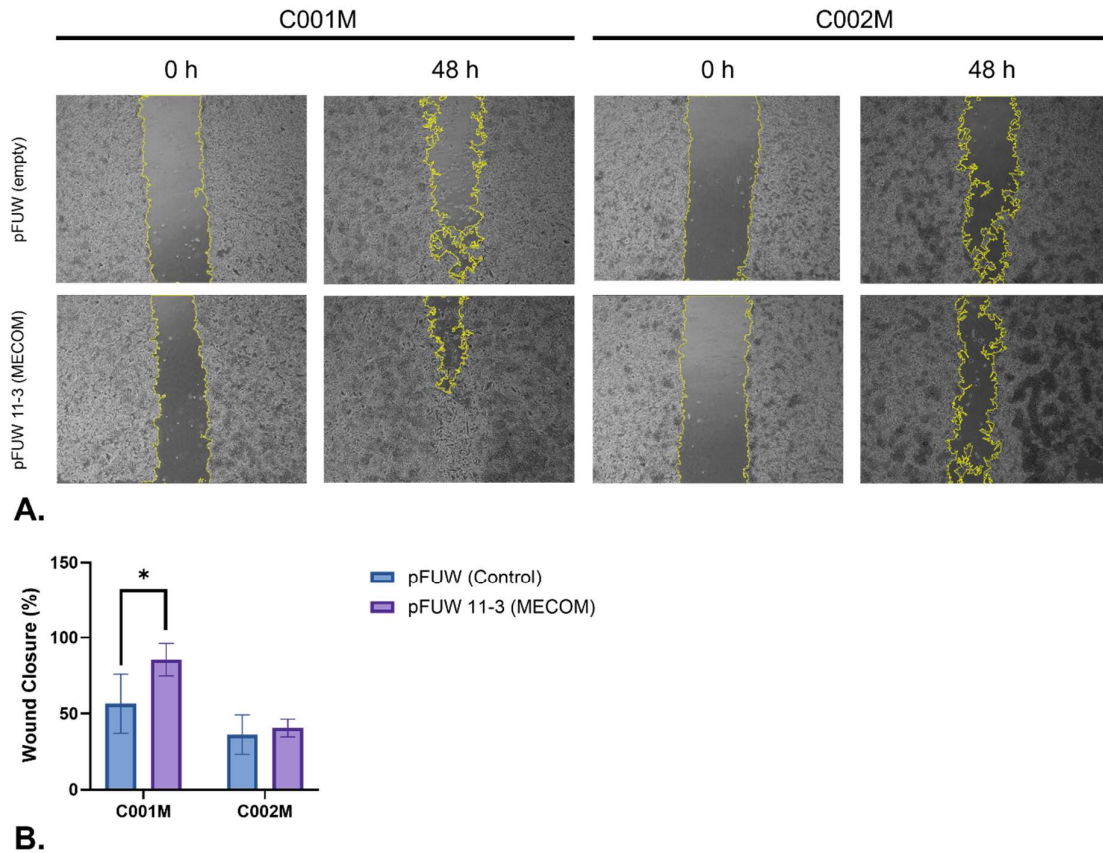 C001M
C002M
0 h
48 h
0 h
48 h
pFUW (empty)
pFUW 11-3 (MECOM)
A.
150
100
50
0
Wound Closure (%)
*
C001M
C002M
pFUW (Control)
pFUW 11-3 (MECOM)
B.